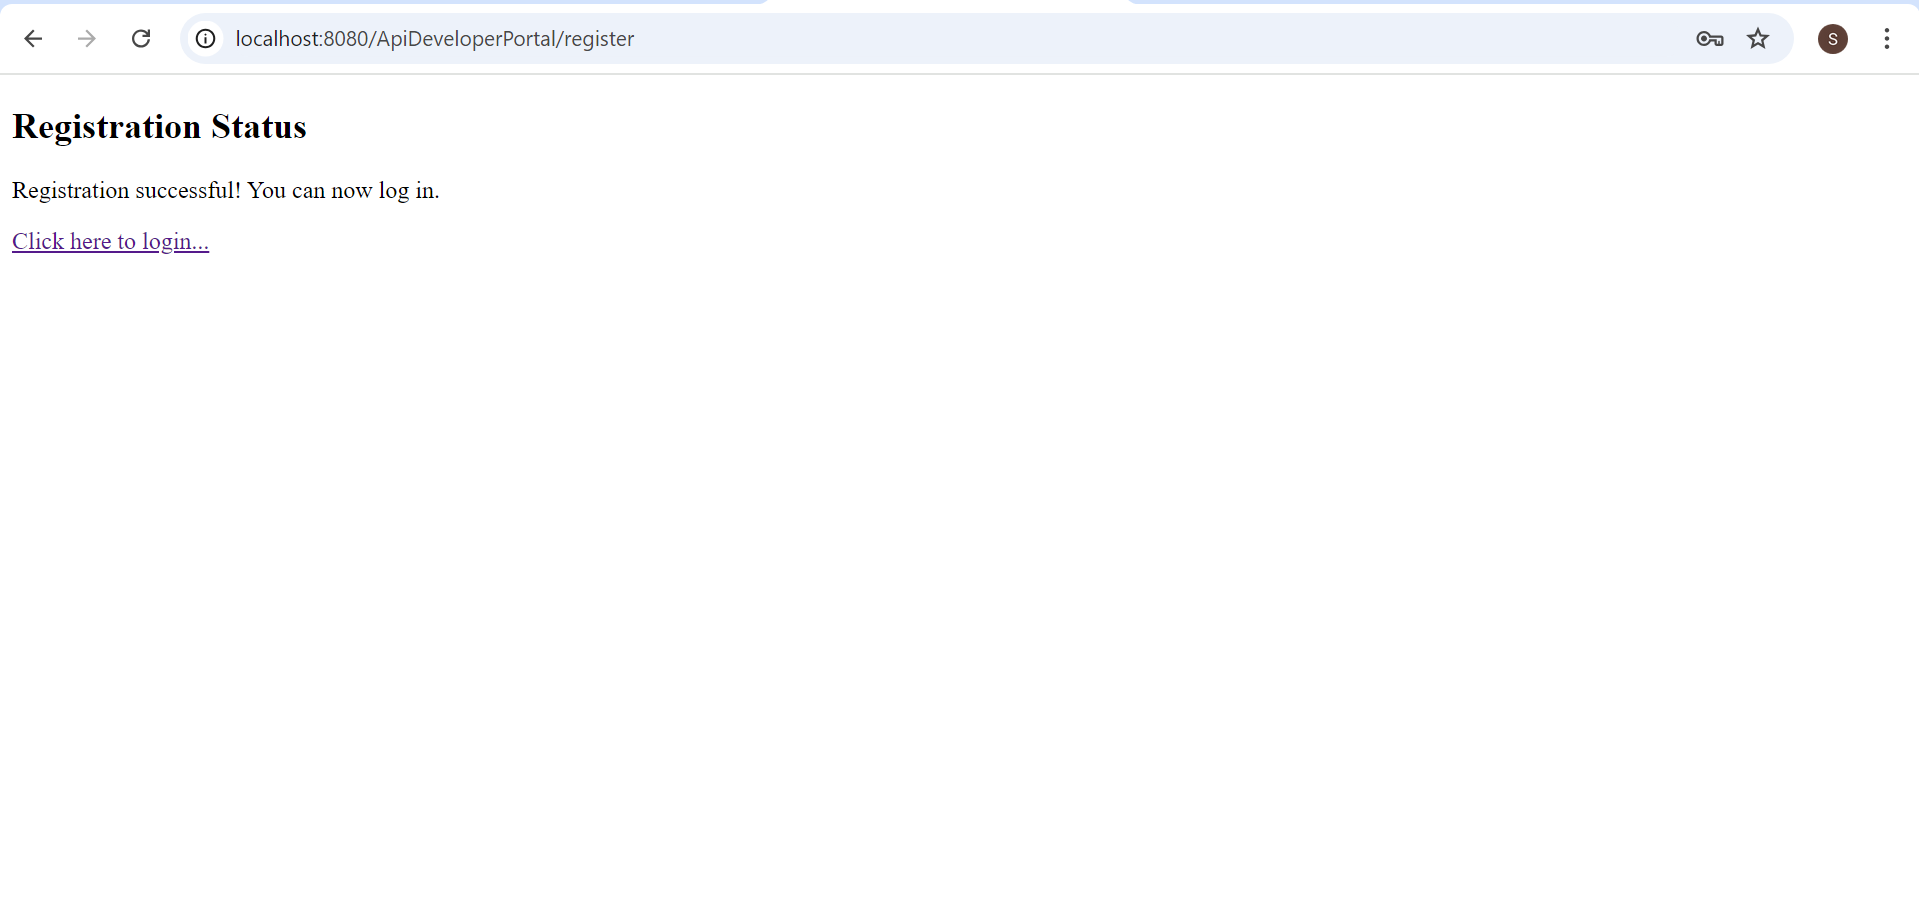 localhost:8080/ApiDeveloperPortal/register
S
Registration Status
Registration successful! You can now log in.
Click here to login...